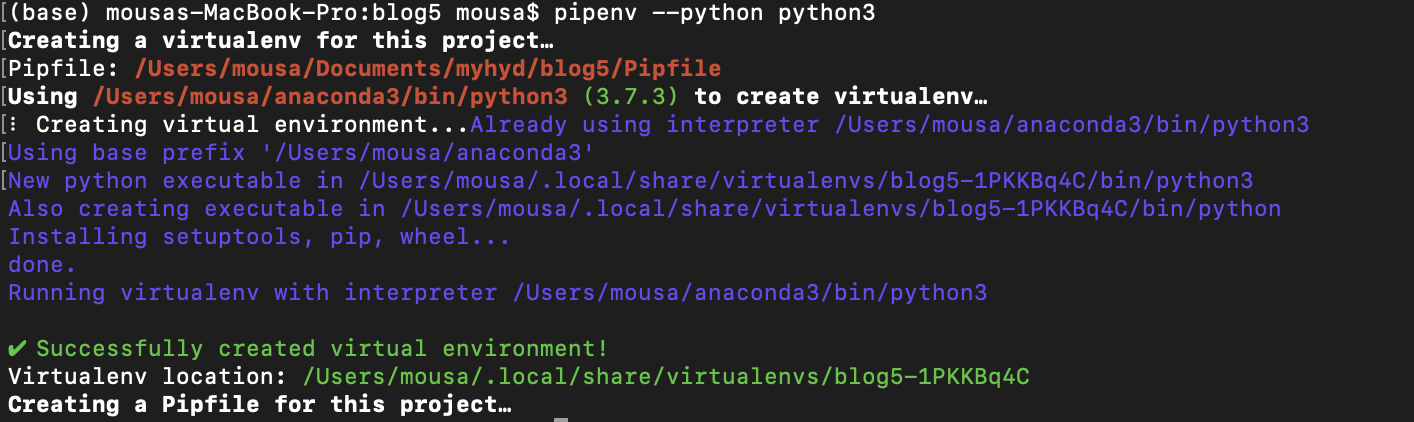 [(base) mousas-MacBook-Pro:blog5 mousa$ pipenv --python python3
[Creating a virtualenv for this project…
[Pipfile: /Users/mousa/Documents/myhyd/blog5/Pipfile
[Using /Users/mousa/anaconda3/bin/python3 (3.7.3) to create virtualenv…
[⠸ Creating virtual environment...Already using interpreter /Users/mousa/anaconda3/bin/python3
[Using base prefix '/Users/mousa/anaconda3'
[New python executable in /Users/mousa/.local/share/virtualenvs/blog5-1PKKBq4C/bin/python3
Also creating executable in /Users/mousa/.local/share/virtualenvs/blog5-1PKKBq4C/bin/python
Installing setuptools, pip, wheel...
done.
Running virtualenv with interpreter /Users/mousa/anaconda3/bin/python3
✔ Successfully created virtual environment!
Virtualenv location: /Users/mousa/.local/share/virtualenvs/blog5-1PKKBq4C
Creating a Pipfile for this project…